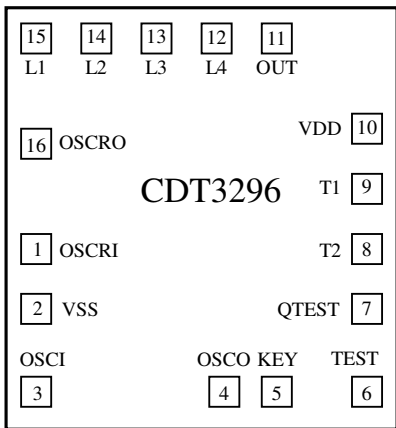 15 14 13 12 11
L1 L2 L3 L4 OUT
VDD 10
16 OSCRO
CDT3296
T1 9
1 OSCRI
T2 8
2 VSS
QTEST 7
OSCI OSCO KEY TEST
3 4 5 6